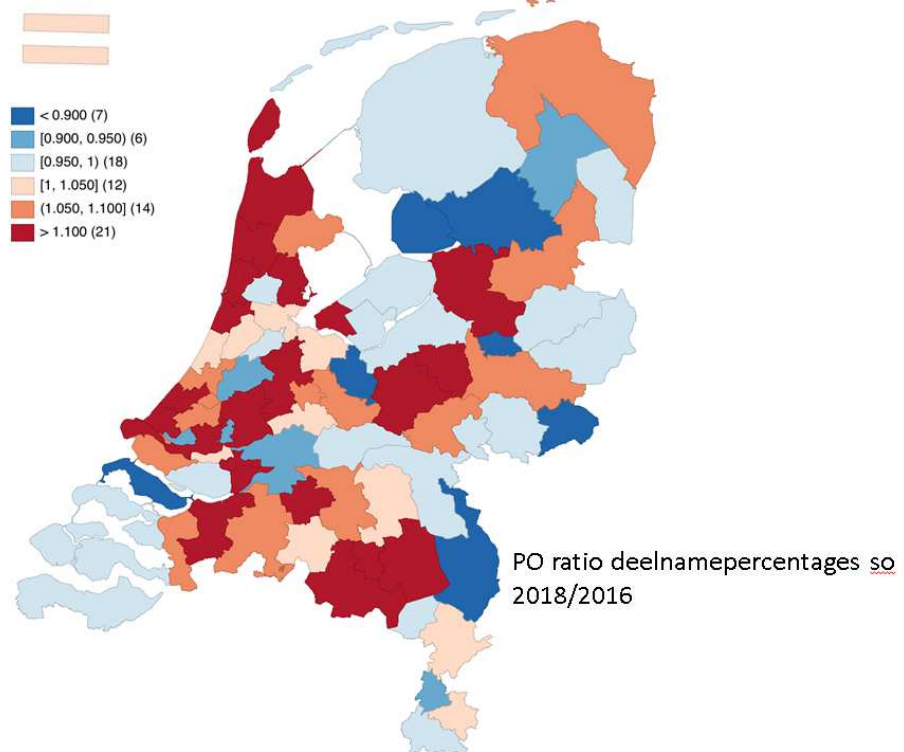 < 0.900 (7)
[0.900, 0.950) (6)
[0.950, 1) (18)
[1, 1.050] (12)
(1.050, 1.100] (14)
> 1.100 (21)
PO ratio deelnamepercentages so
2018/2016